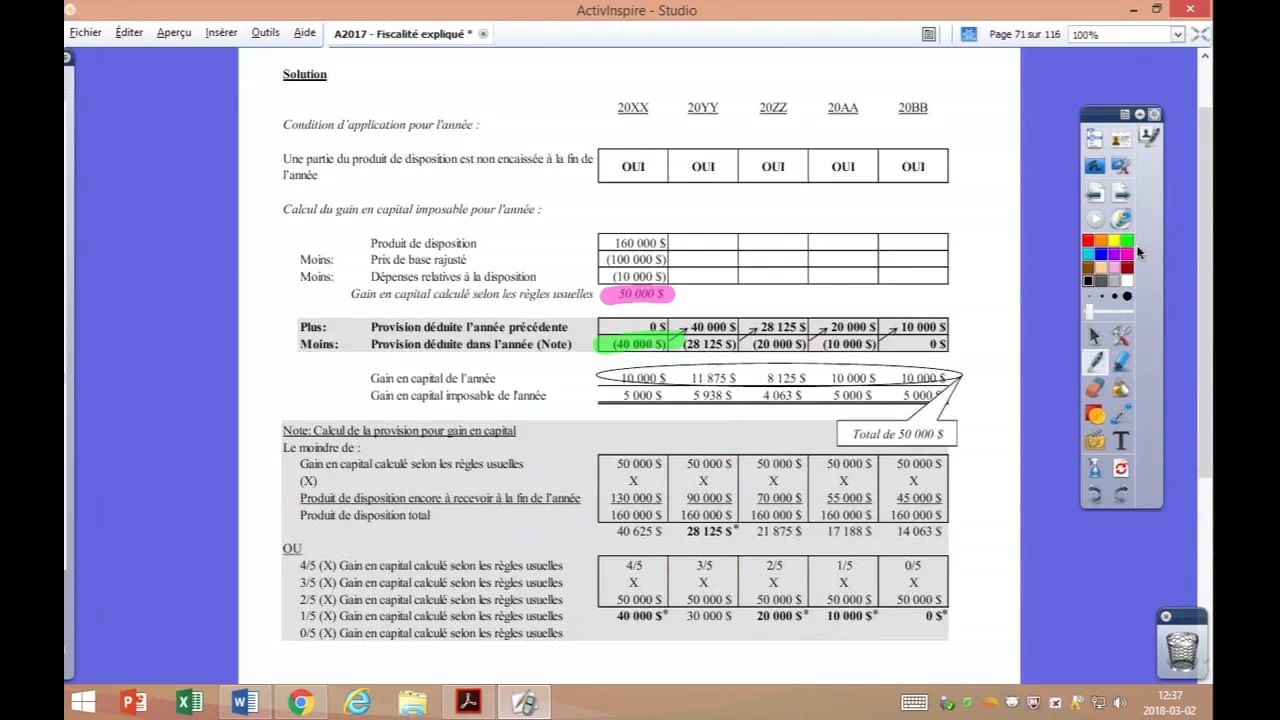 ActivInspire - Studio
Fichier Éditer Aperçu Insérer Outils Aide A2017 - Fiscalité expliqué * Page 71 sur 116 100%
Solution
20XX 20YY 20ZZ 20AA 20BB
Condition d'application pour l'année :
Une partie du produit de disposition est non encaissée à la fin de l'année OUI OUI OUI OUI OUI
Calcul du gain en capital imposable pour l'année :
Produit de disposition 160 000 $
Moins: Prix de base rajusté (100 000 $)
Moins: Dépenses relatives à la disposition (10 000 $)
Gain en capital calculé selon les règles usuelles 50 000 $
Plus: Provision déduite l'année précédente 0 $ 40 000 $ 28 125 $ 20 000 $ 10 000 $
Moins: Provision déduite dans l'année (Note) (40 000 $) (28 125 $) (20 000 $) (10 000 $) 0 $
Gain en capital de l'année 10 000 $ 11 875 $ 8 125 $ 10 000 $ 10 000 $
Gain en capital imposable de l'année 5 000 $ 5 938 $ 4 063 $ 5 000 $ 5 000 $
Total de 50 000 $
Note: Calcul de la provision pour gain en capital
Le moindre de :
Gain en capital calculé selon les règles usuelles 50 000 $ 50 000 $ 50 000 $ 50 000 $ 50 000 $
(X) X X X X X
Produit de disposition encore à recevoir à la fin de l'année 130 000 $ 90 000 $ 70 000 $ 55 000 $ 45 000 $
Produit de disposition total 160 000 $ 160 000 $ 160 000 $ 160 000 $ 160 000 $
40 625 $ 28 125 $* 21 875 $ 17 188 $ 14 063 $
OU
4/5 (X) Gain en capital calculé selon les règles usuelles 4/5 3/5 2/5 1/5 0/5
3/5 (X) Gain en capital calculé selon les règles usuelles X X X X X
2/5 (X) Gain en capital calculé selon les règles usuelles 50 000 $ 50 000 $ 50 000 $ 50 000 $ 50 000 $
1/5 (X) Gain en capital calculé selon les règles usuelles 40 000 $* 30 000 $ 20 000 $* 10 000 $* 0 $*
0/5 (X) Gain en capital calculé selon les règles usuelles
12:37
2018-03-02